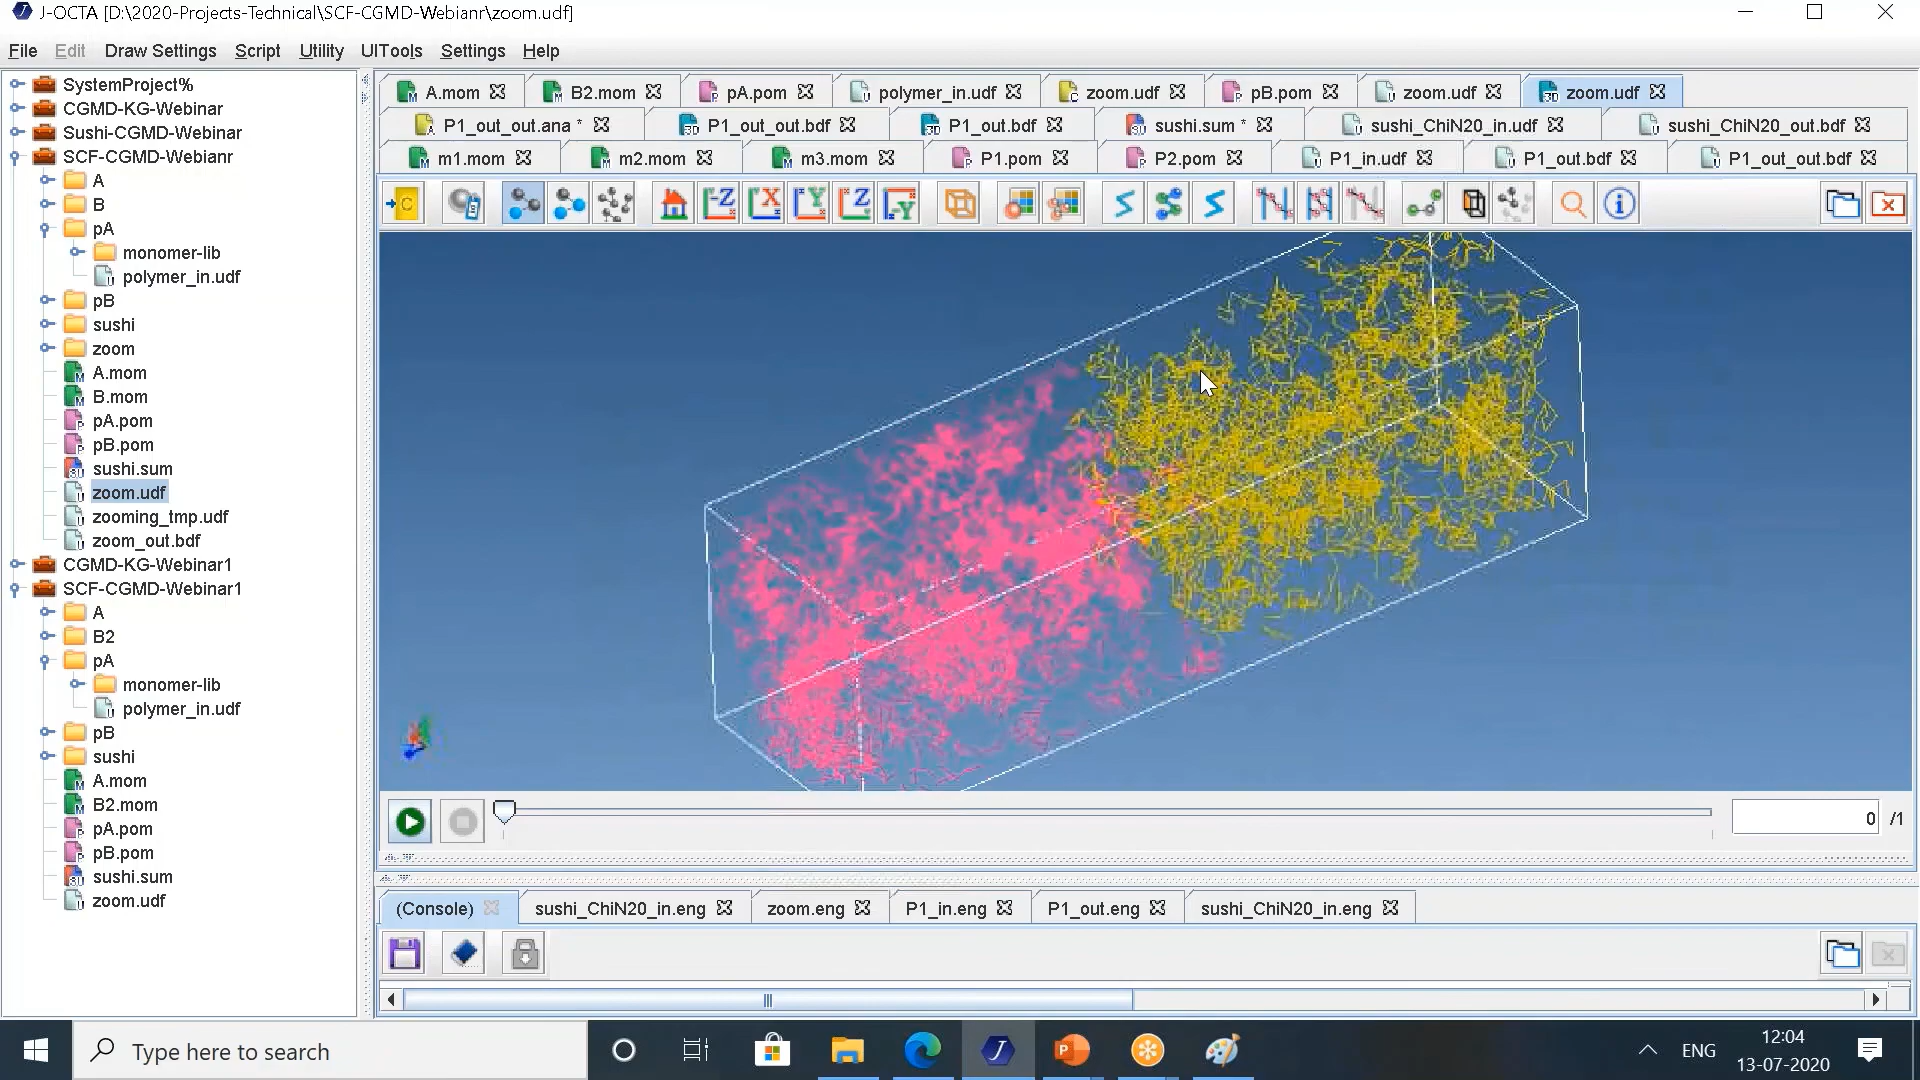 J-OCTA [D:\2020-Projects-Technical\SCF-CGMD-Webianr\zoom.udf]
File Edit Draw Settings Script Utility UITools Settings Help
SystemProject%
CGMD-KG-Webinar
Sushi-CGMD-Webinar
SCF-CGMD-Webianr
A
B
pA
monomer-lib
polymer_in.udf
pB
sushi
zoom
A.mom
B.mom
pA.pom
pB.pom
sushi.sum
zoom.udf
zooming_tmp.udf
zoom_out.bdf
CGMD-KG-Webinar1
SCF-CGMD-Webinar1
A
B2
pA
monomer-lib
polymer_in.udf
pB
sushi
A.mom
B2.mom
pA.pom
pB.pom
sushi.sum
zoom.udf
A.mom B2.mom pA.pom polymer_in.udf zoom.udf pB.pom zoom.udf zoom.udf
P1_out_out.ana * P1_out_out.bdf P1_out.bdf sushi.sum * sushi_ChiN20_in.udf sushi_ChiN20_out.bdf
m1.mom m2.mom m3.mom P1.pom P2.pom P1_in.udf P1_out.bdf P1_out_out.bdf
C -Z X Y Z -Y
0 /1
(Console) sushi_ChiN20_in.eng zoom.eng P1_in.eng P1_out.eng sushi_ChiN20_in.eng
Type here to search
ENG
12:04
13-07-2020